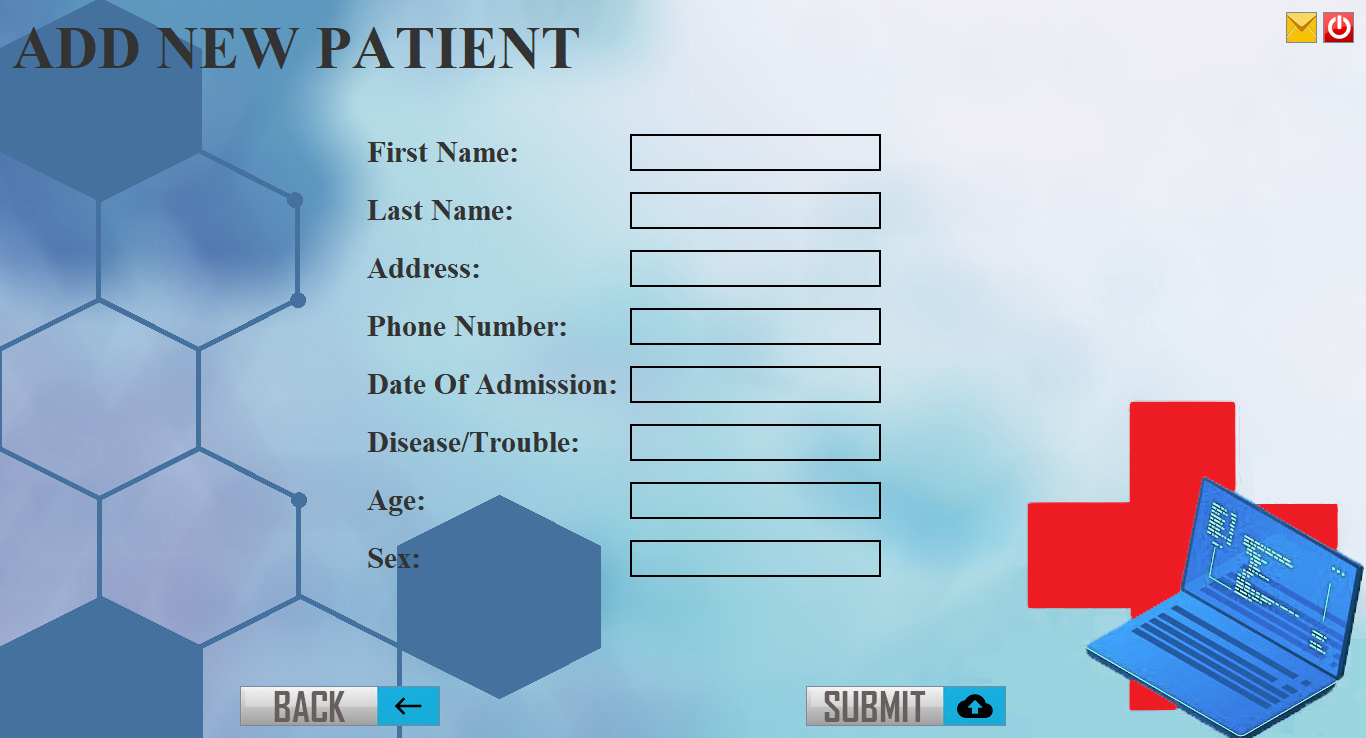 ADD NEW PATIENT
First Name:
Last Name:
Address:
Phone Number:
Date Of Admission:
Disease/Trouble:
Age:
Sex:
BACK
SUBMIT